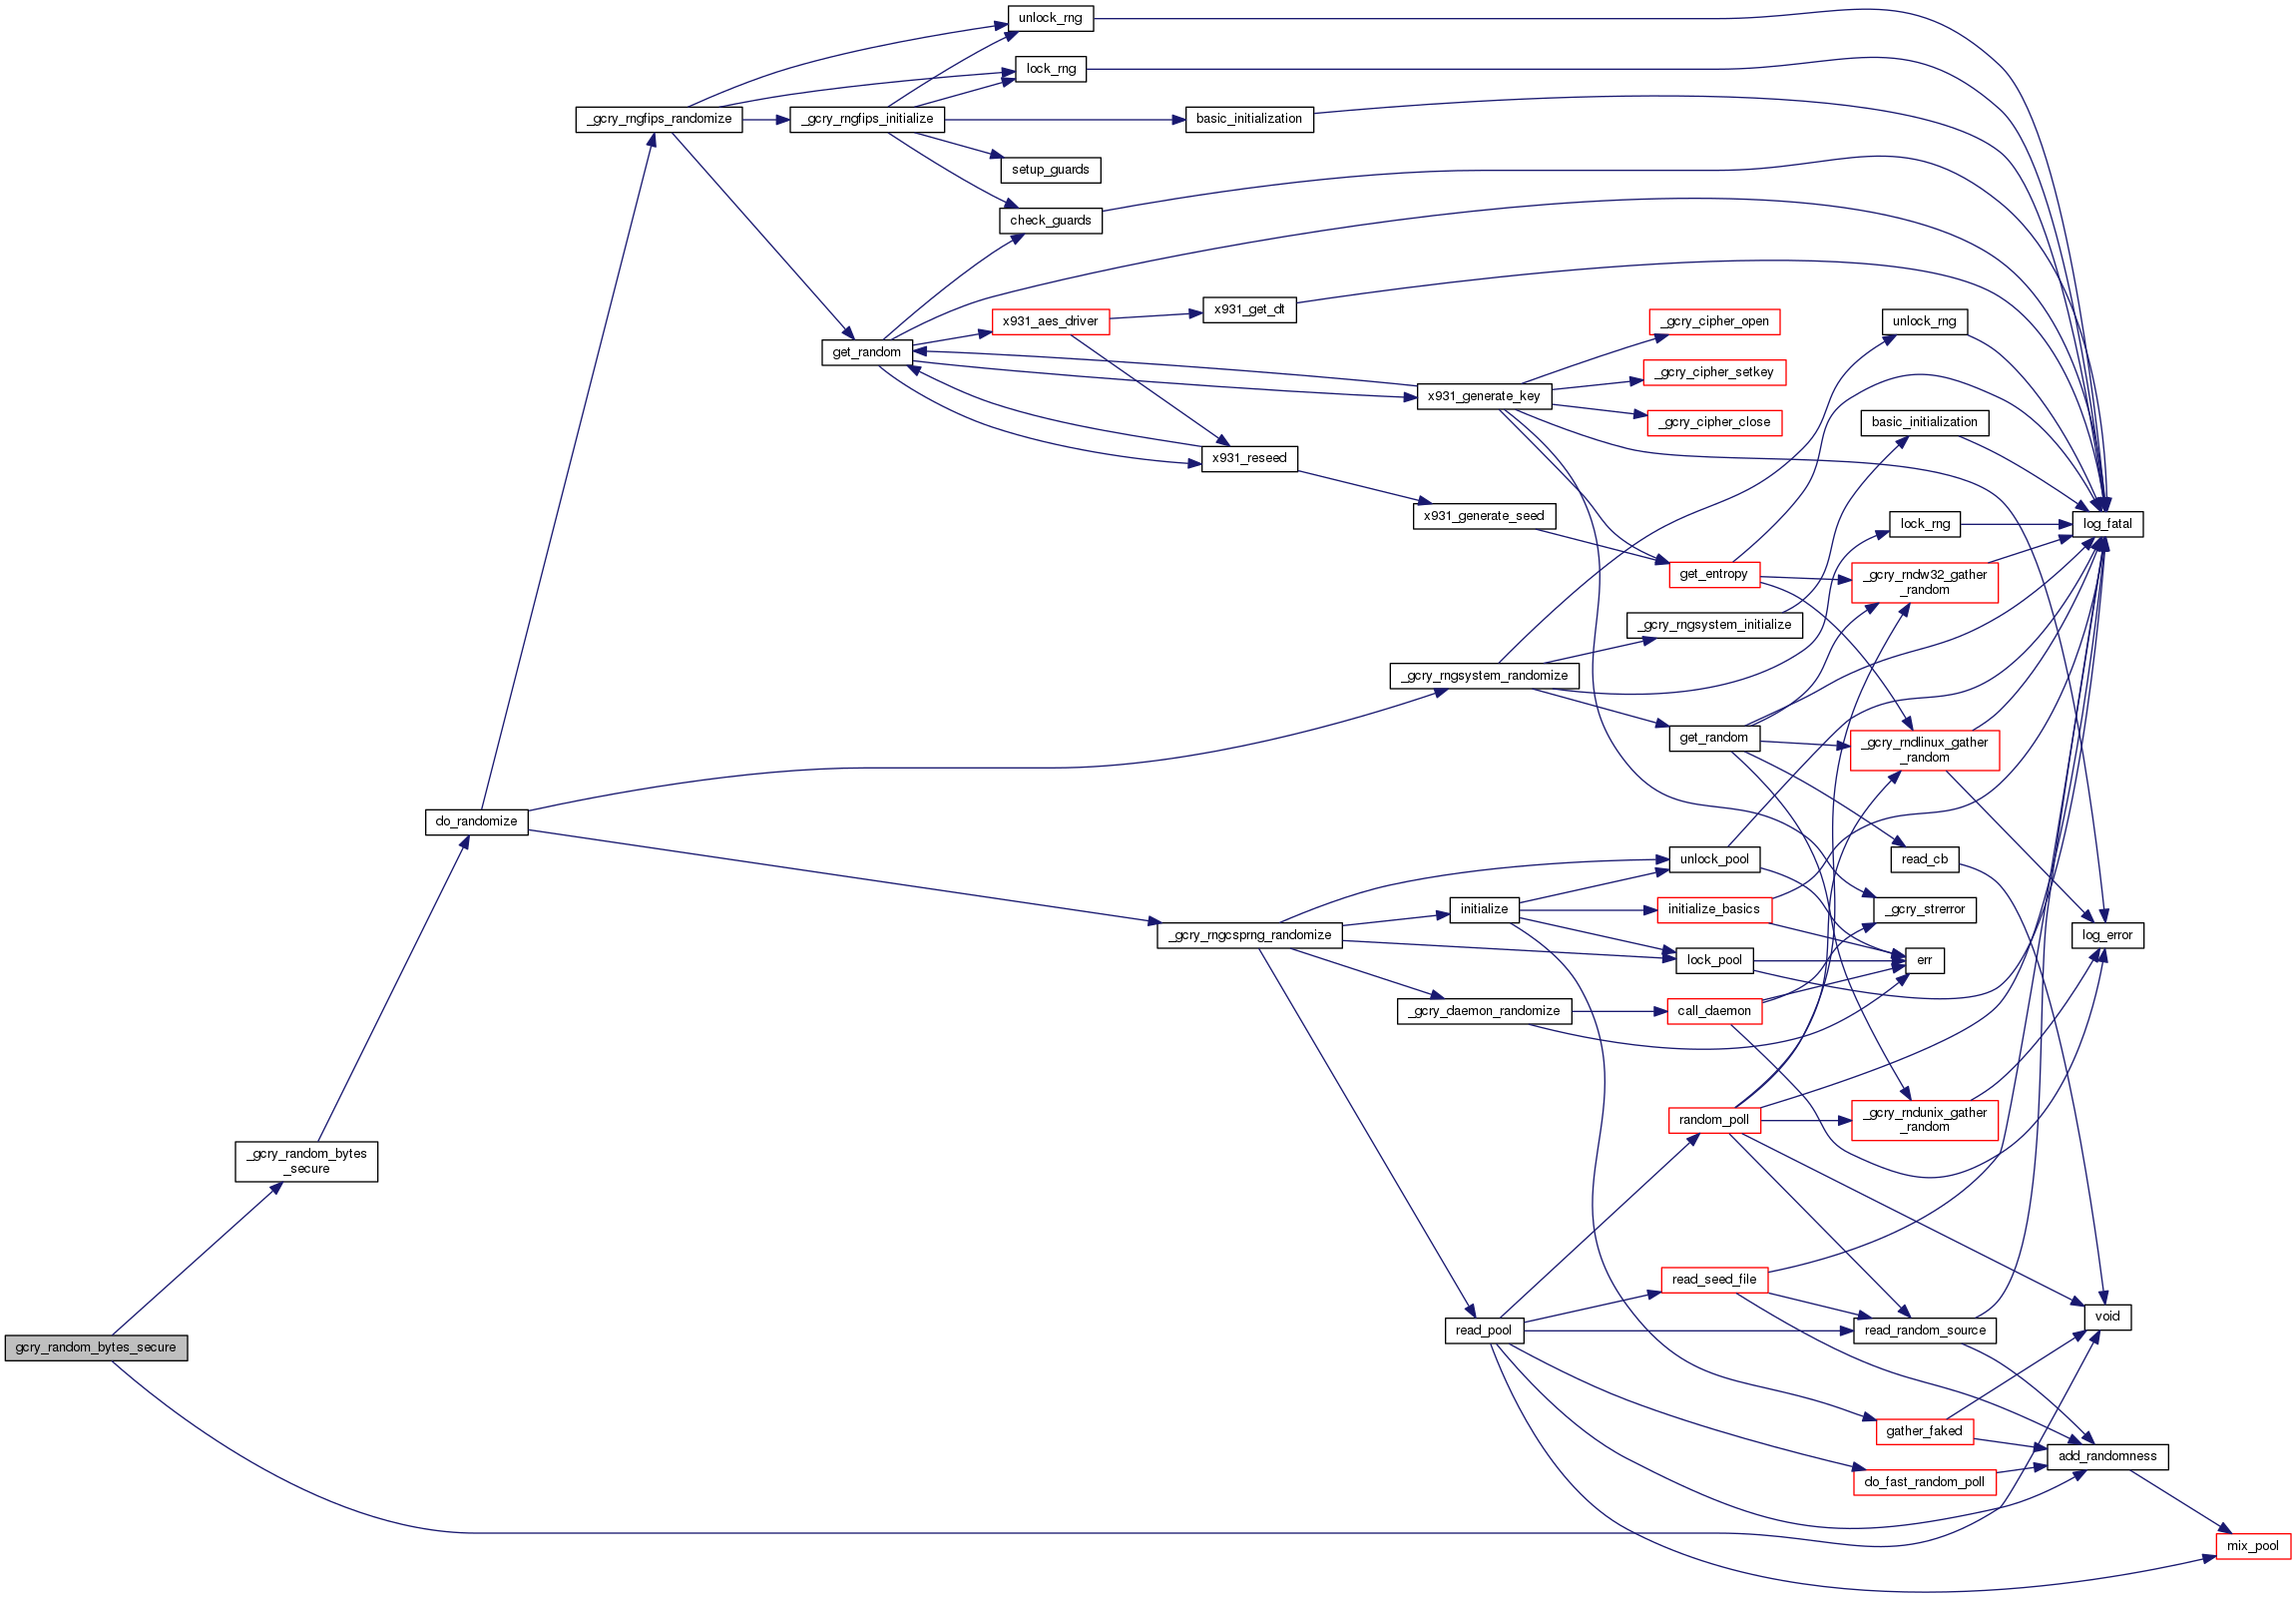 unlock_rng
lock_rng
_gcry_rngfips_randomize
_gcry_rngfips_initialize
basic_initialization
setup_guards
check_guards
x931_get_dt
x931_aes_driver
_gcry_cipher_open
unlock_rng
get_random
_gcry_cipher_setkey
x931_generate_key
_gcry_cipher_close
basic_initialization
x931_reseed
x931_generate_seed
lock_rng
log_fatal
get_entropy
_gcry_rndw32_gather
_random
_gcry_rngsystem_initialize
_gcry_rngsystem_randomize
get_random
_gcry_rndlinux_gather
_random
do_randomize
unlock_pool
read_cb
initialize
initialize_basics
_gcry_strerror
_gcry_rngcsprng_randomize
log_error
lock_pool
err
_gcry_daemon_randomize
call_daemon
random_poll
_gcry_rndunix_gather
_random
_gcry_random_bytes
_secure
read_seed_file
void
read_pool
read_random_source
gcry_random_bytes_secure
gather_faked
add_randomness
do_fast_random_poll
mix_pool